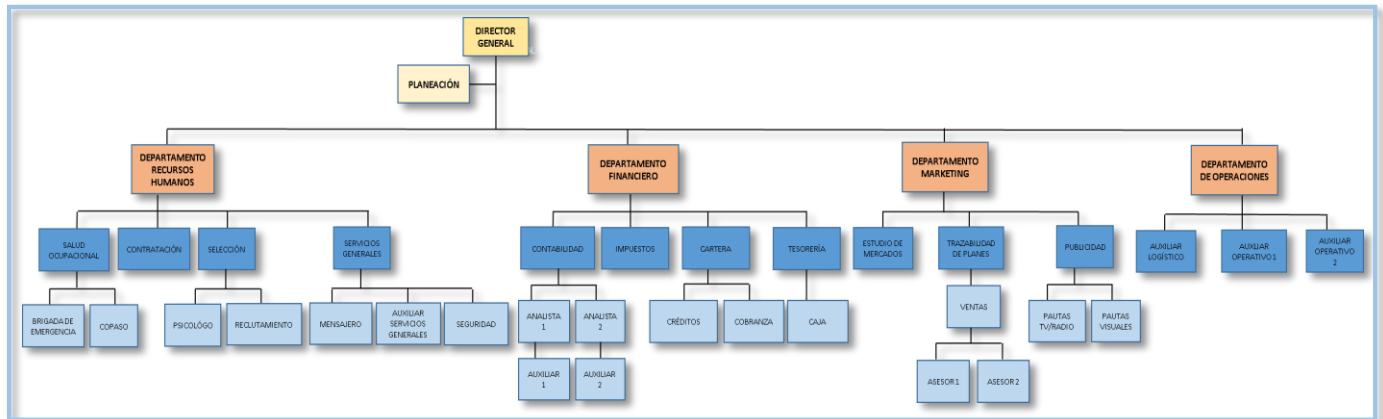 DIRECTOR
GENERAL
PLANEACIÓN
DEPARTAMENTO
RECURSOS
HUMANOS
DEPARTAMENTO
FINANCIERO
DEPARTAMENTO
MARKETING
DEPARTAMENTO
DE OPERACIONES
SALUD
OCUPACIONAL
CONTRATACIÓN
SELECCIÓN
SERVICIOS
GENERALES
CONTABILIDAD
IMPUESTOS
CARTERA
TESORERÍA
ESTUDIO DE
MERCADOS
TRAZABILIDAD
DE PLANES
PUBLICIDAD
AUXILIAR
LOGÍSTICO
AUXILIAR
OPERATIVO 1
AUXILIAR
OPERATIVO
2
BRIGADA DE
EMERGENCIA
COPASO
PSICOLÓGO
RECLUTAMIENTO
MENSAJERO
AUXILIAR
SERVICIOS
GENERALES
SEGURIDAD
ANALISTA
1
ANALISTA
2
CRÉDITOS
COBRANZA
CAJA
VENTAS
PAUTAS
TV/RADIO
PAUTAS
VISUALES
AUXILIAR
1
AUXILIAR
2
ASESOR 1
ASESOR 2